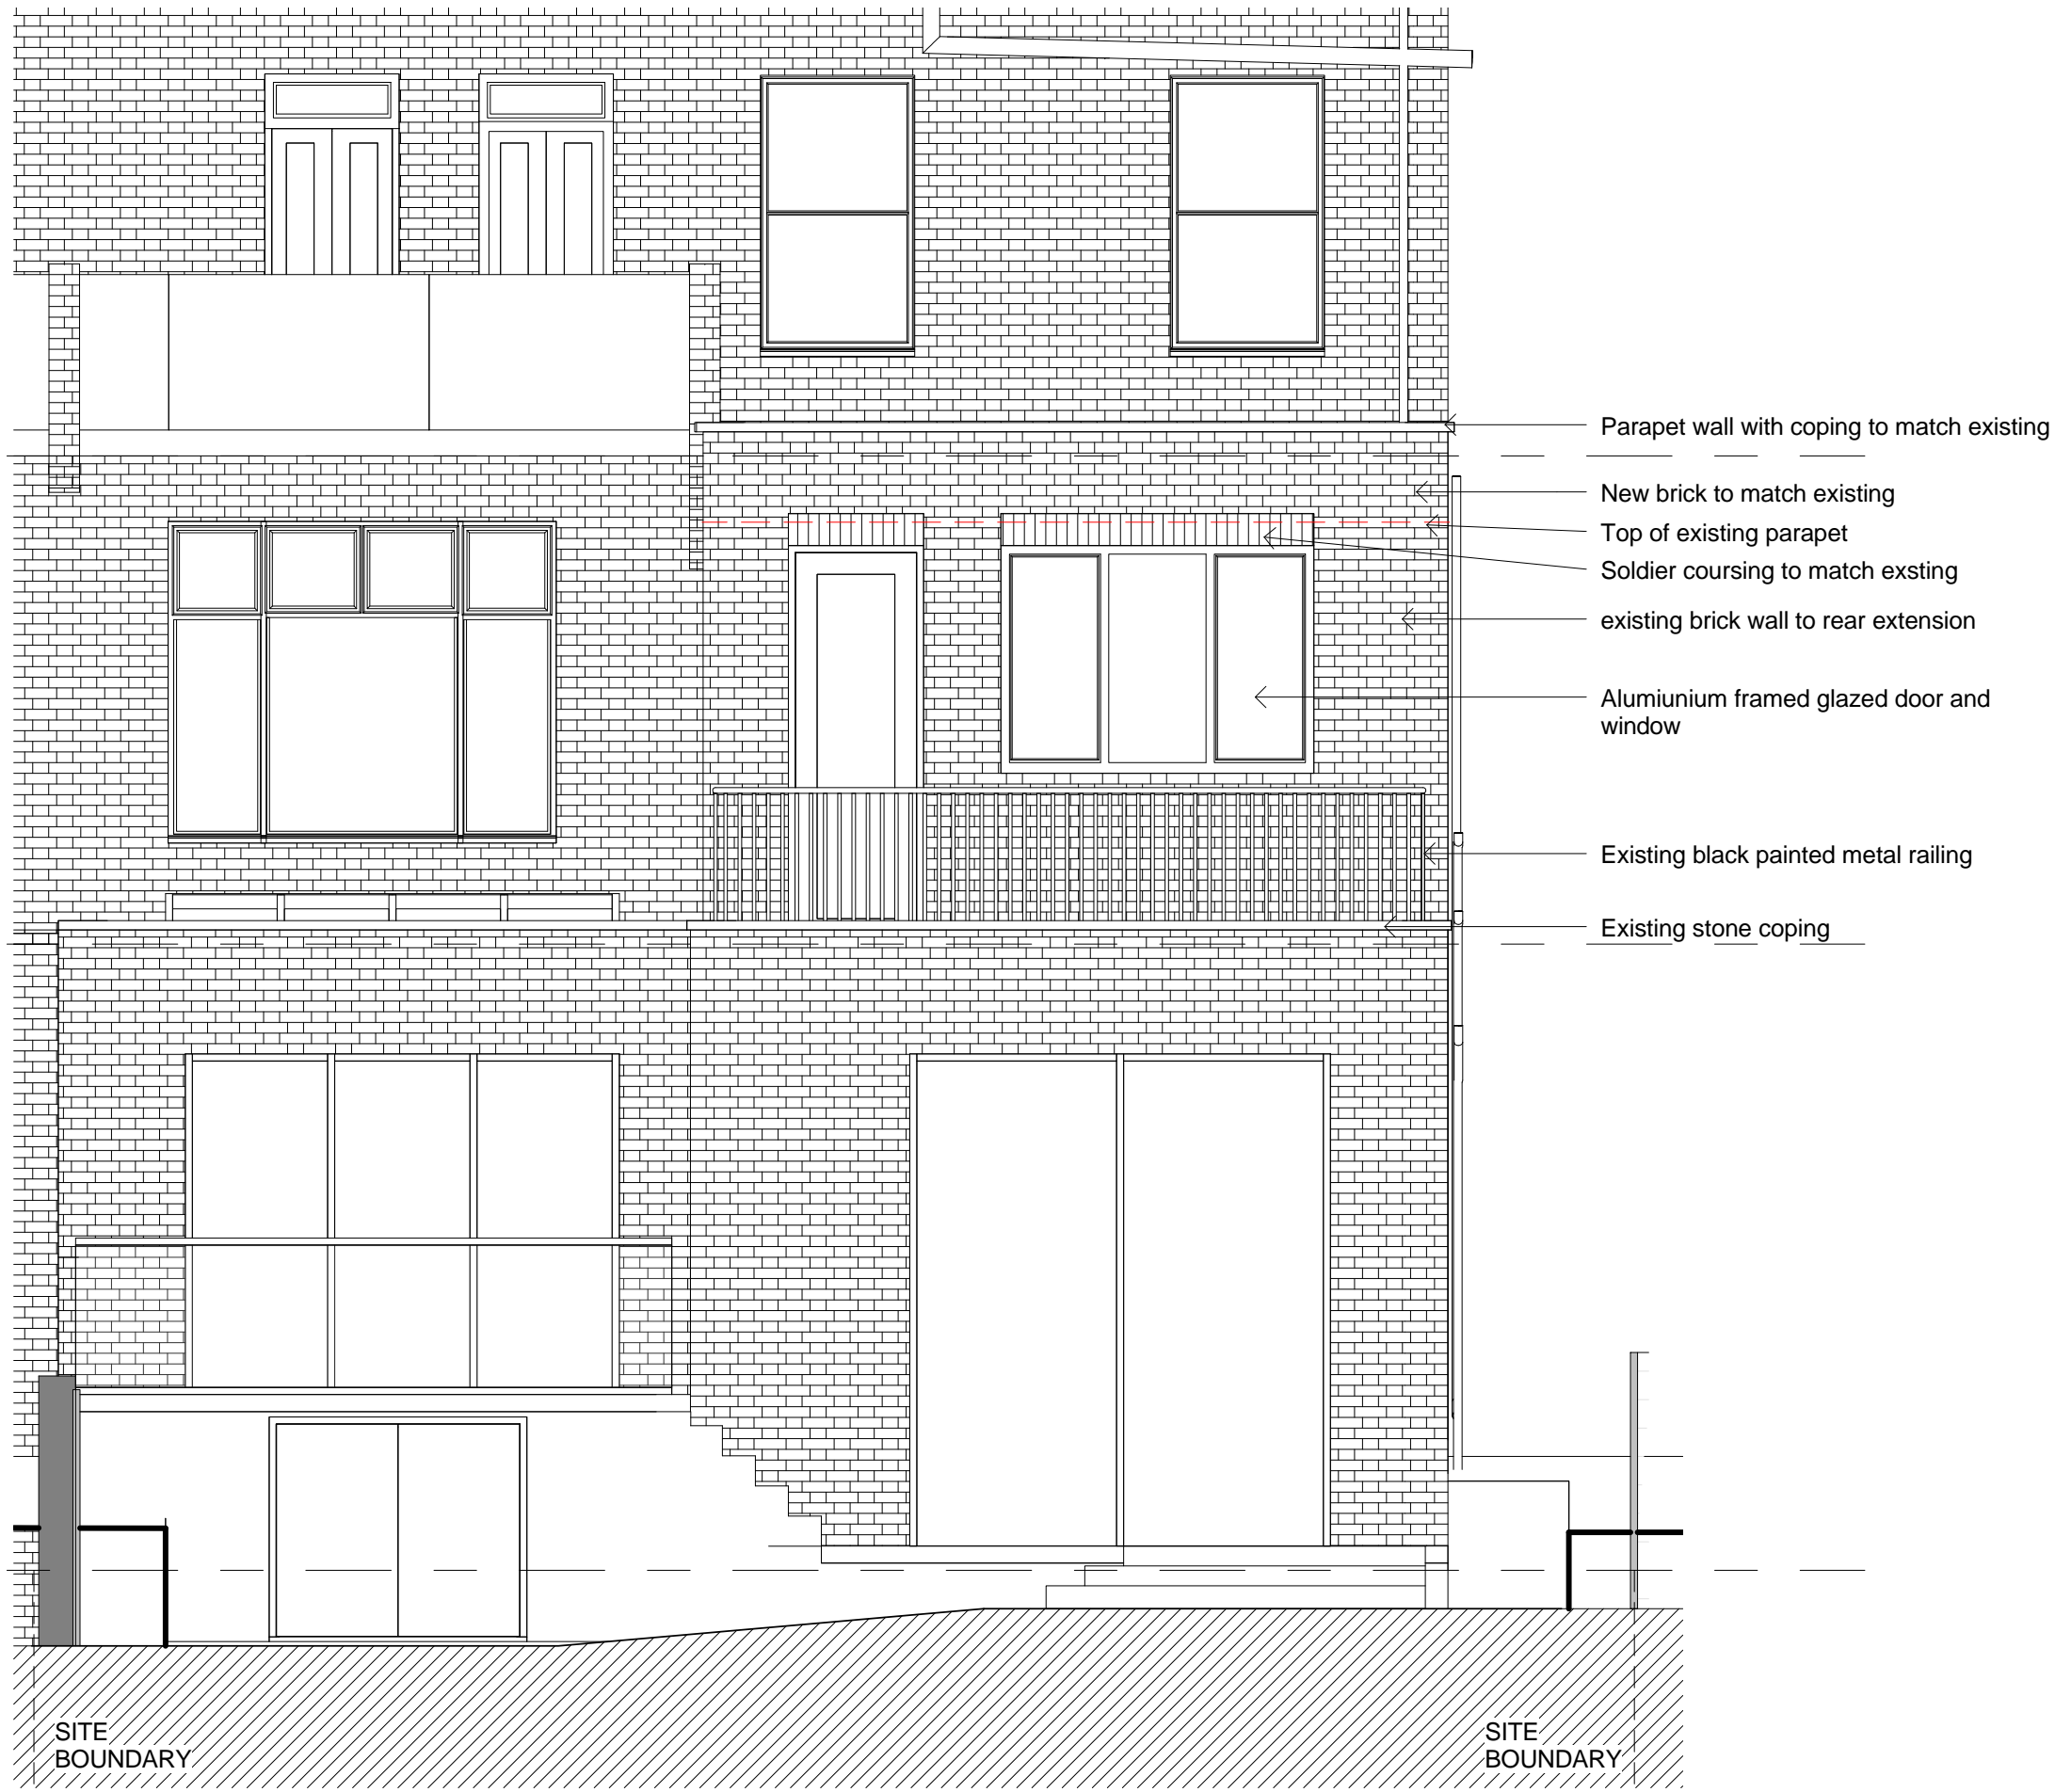 Parapet wall with coping to match existing
New brick to match existing
Top of existing parapet
Soldier coursing to match exsting
existing brick wall to rear extension
Alumiunium framed glazed door and
window
Existing black painted metal railing
Existing stone coping
SITE
BOUNDARY
SITE
BOUNDARY